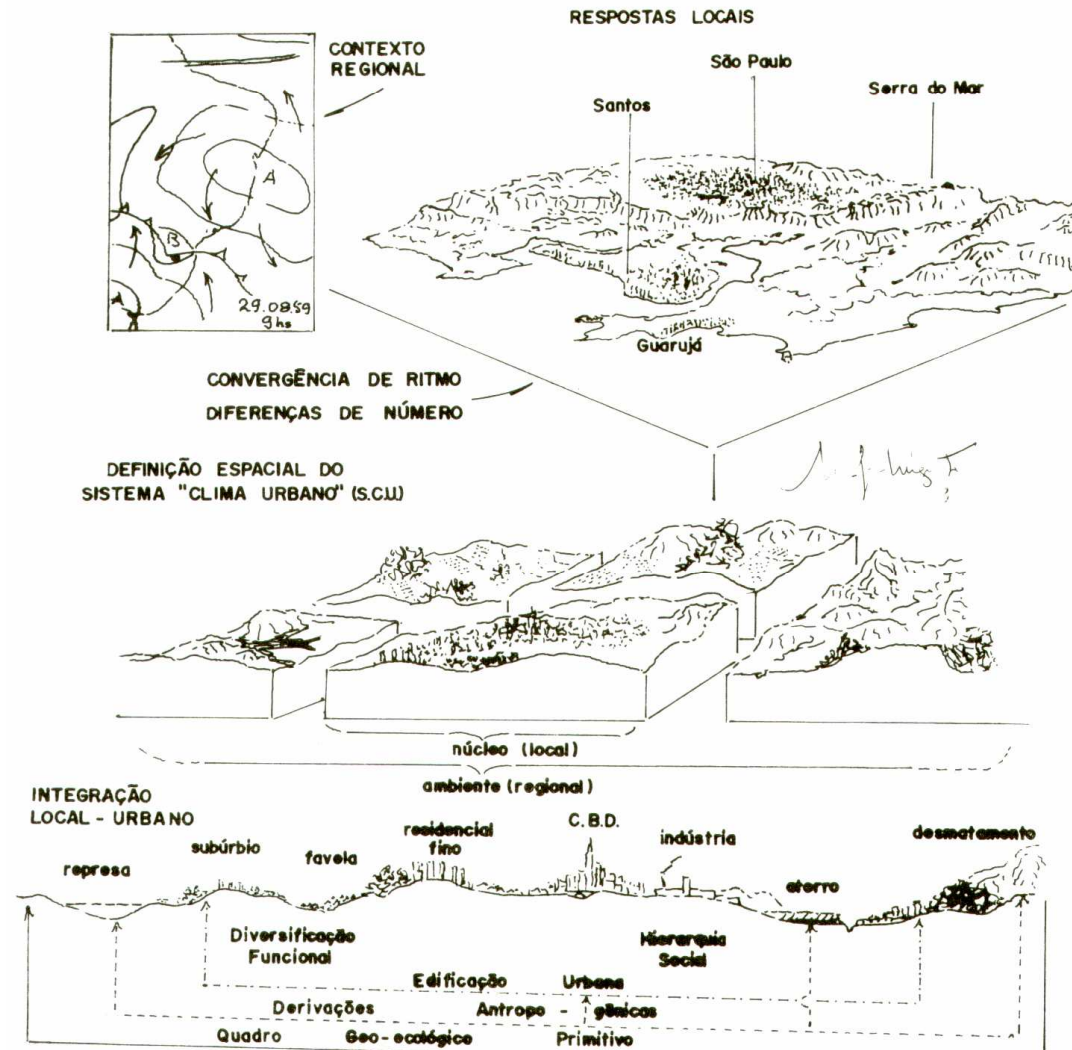 RESPOSTAS LOCAIS
CONTEXTO
REGIONAL
São Paulo
Serra do Mar
Santos
A
B
A
29.08.59
9 hs
Guarujá
CONVERGÊNCIA DE RITMO
DIFERENÇAS DE NÚMERO
DEFINIÇÃO ESPACIAL DO
SISTEMA "CLIMA URBANO" (S.C.U.)
núcleo (local)
ambiente (regional)
INTEGRAÇÃO
LOCAL - URBANO
represa
subúrbio
favela
residencial
fino
C.B.D.
indústria
aterro
desmatamento
Diversificação
Funcional
Hierarquia
Social
Edificação Urbana
Derivações Antropo - gênicas
Quadro Geo-ecológico Primitivo